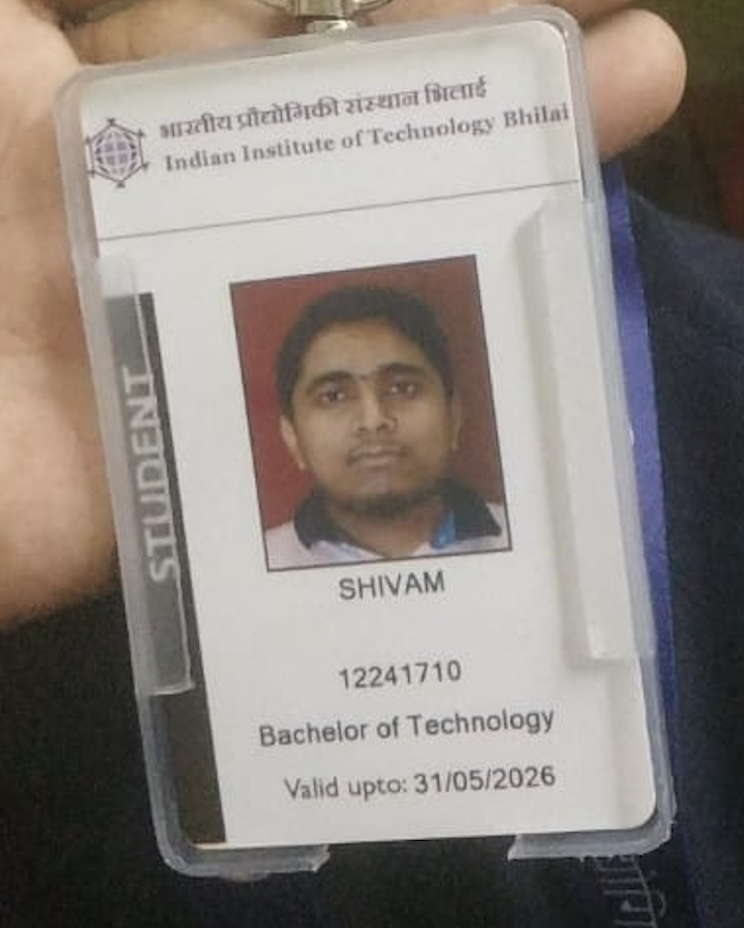 भारतीय प्रौद्योगिकी संस्थान भिलाई
Indian Institute of Technology Bhilai
STUDENT
SHIVAM
12241710
Bachelor of Technology
Valid upto: 31/05/2026